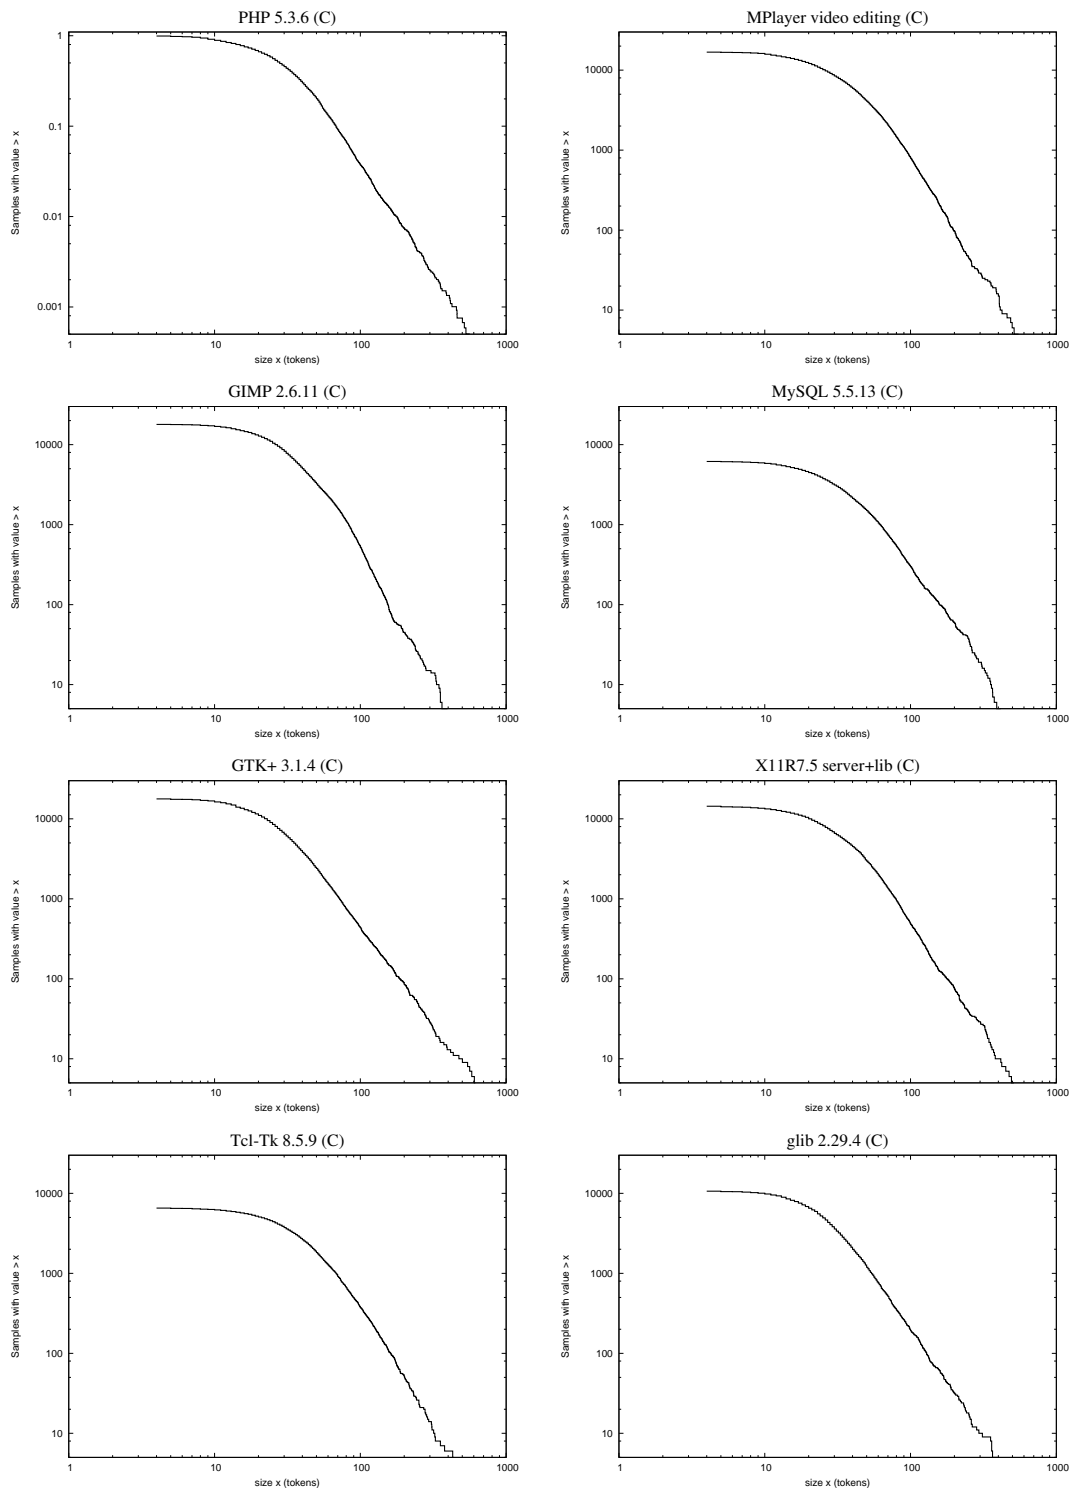 PHP 5.3.6 (C)
1
0.1
0.01
0.001
Samples with value > x
1 10 100 1000
size x (tokens)
MPlayer video editing (C)
10000
1000
100
10
Samples with value > x
1 10 100 1000
size x (tokens)
GIMP 2.6.11 (C)
10000
1000
100
10
Samples with value > x
1 10 100 1000
size x (tokens)
MySQL 5.5.13 (C)
10000
1000
100
10
Samples with value > x
1 10 100 1000
size x (tokens)
GTK+ 3.1.4 (C)
10000
1000
100
10
Samples with value > x
1 10 100 1000
size x (tokens)
X11R7.5 server+lib (C)
10000
1000
100
10
Samples with value > x
1 10 100 1000
size x (tokens)
Tcl-Tk 8.5.9 (C)
10000
1000
100
10
Samples with value > x
1 10 100 1000
size x (tokens)
glib 2.29.4 (C)
10000
1000
100
10
Samples with value > x
1 10 100 1000
size x (tokens)